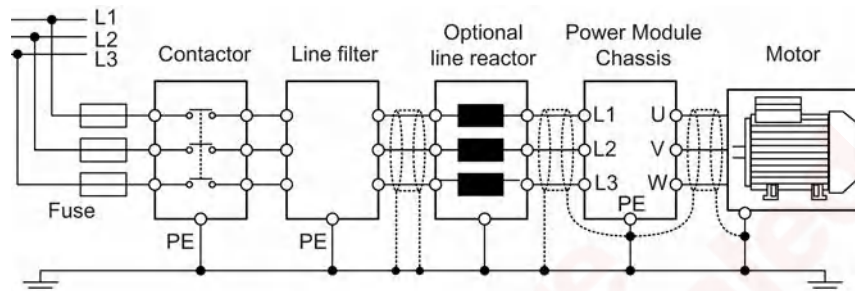 L1
L2
L3
Contactor
Line filter
Optional
line reactor
Power Module
Chassis
Motor
L1
U
L2
V
L3
W
Fuse
PE
PE
PE